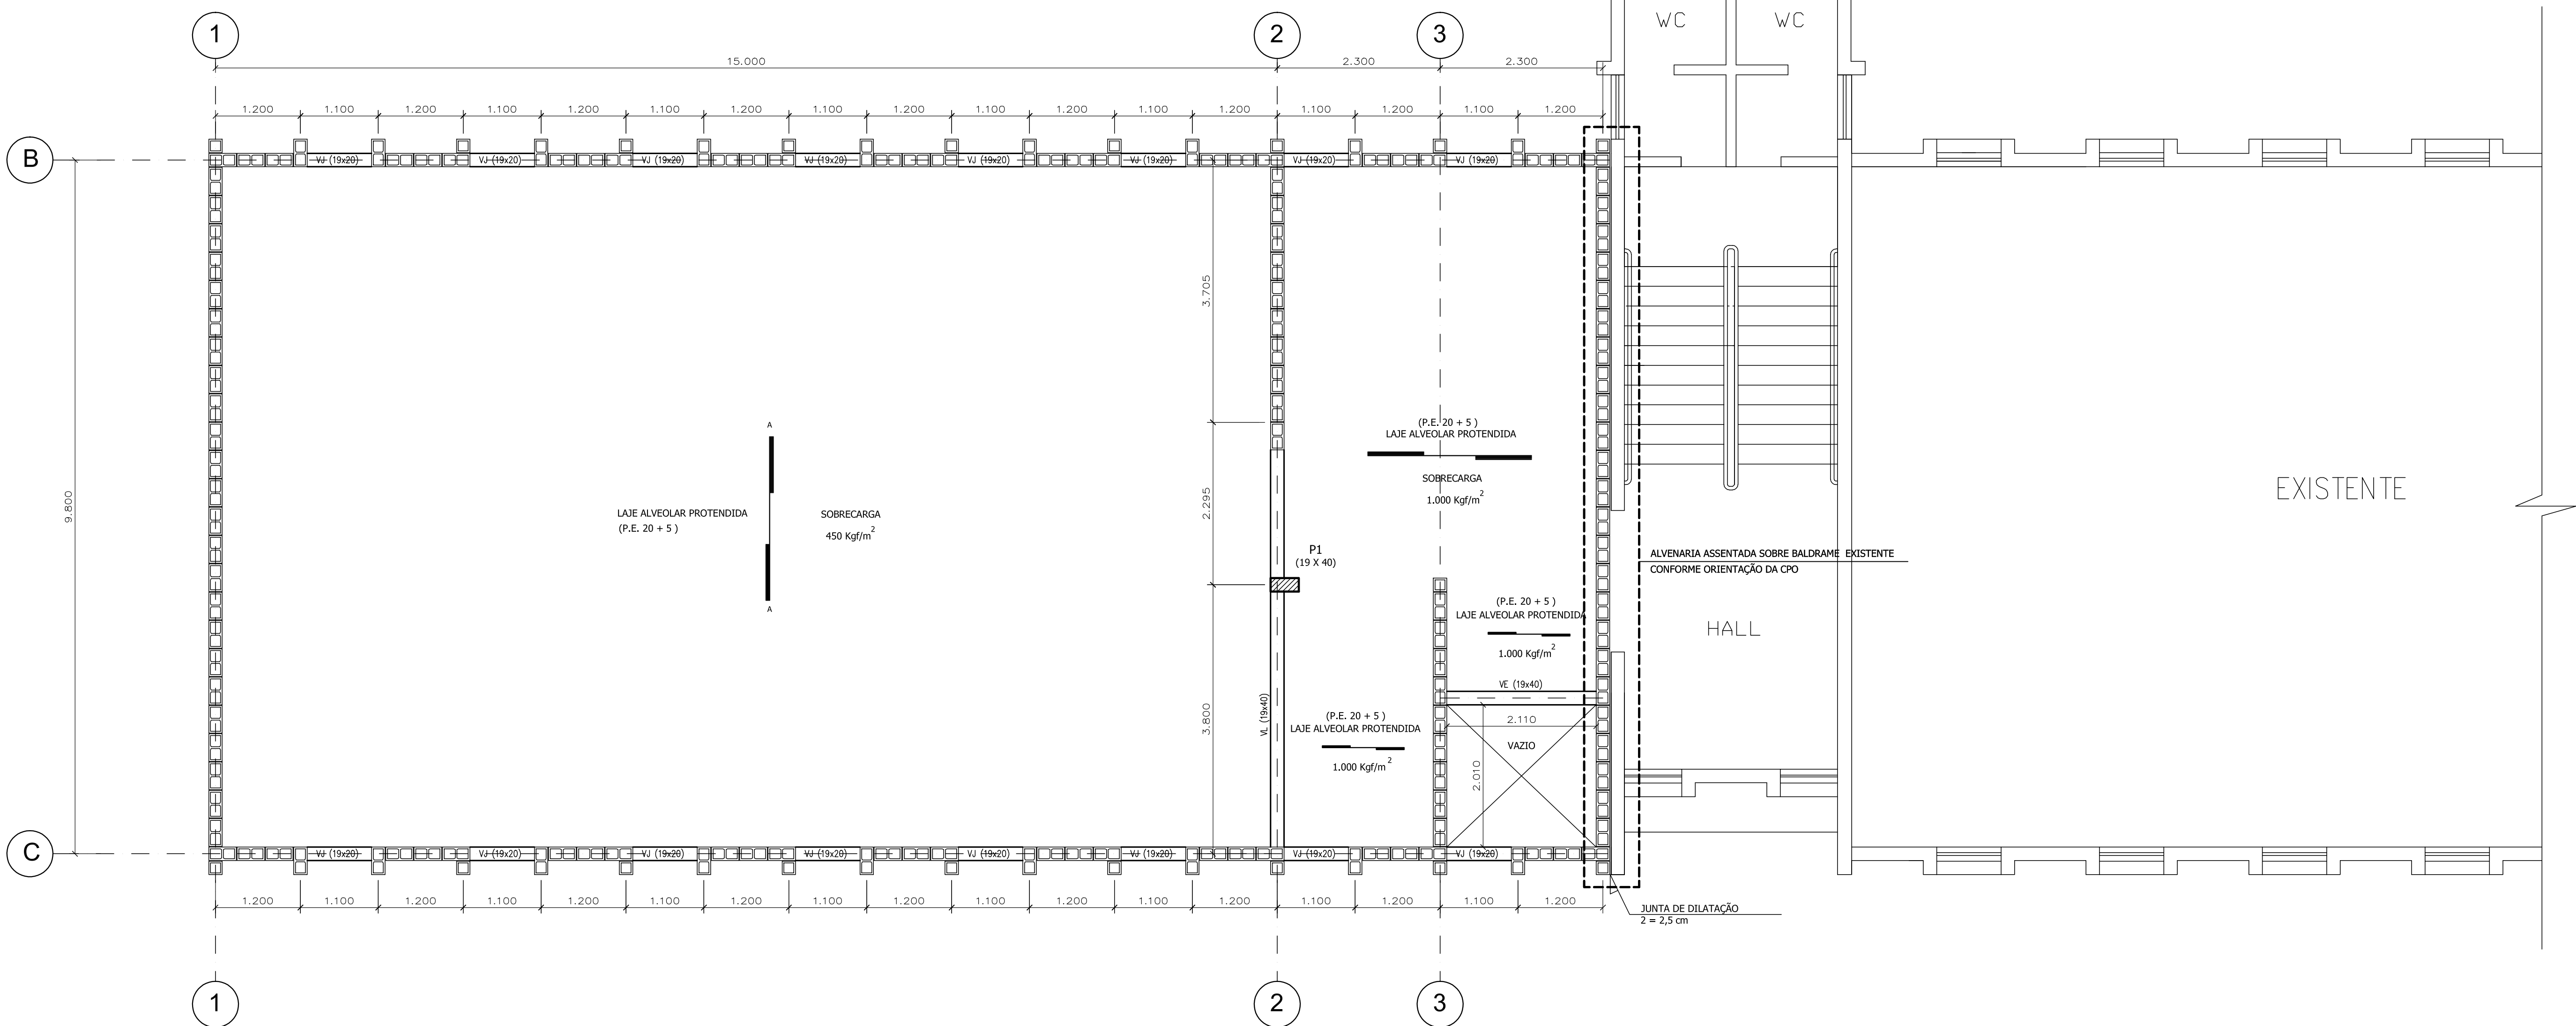 WC WC
1 2 3
15.000 2.300 2.300
1.200 1.100 1.200 1.100 1.200 1.100 1.200 1.100 1.200 1.100 1.200 1.100 1.200 1.100 1.200 1.100 1.200
B
VJ (19x20) VJ (19x20) VJ (19x20) VJ (19x20) VJ (19x20) VJ (19x20) VJ (19x20) VJ (19x20)
3.705
A
(P.E. 20 + 5 )
LAJE ALVEOLAR PROTENDIDA
SOBRECARGA
1.000 Kgf/m2
EXISTENTE
9.800
LAJE ALVEOLAR PROTENDIDA
(P.E. 20 + 5 )
SOBRECARGA
450 Kgf/m2
2.295
P1
(19 X 40)
ALVENARIA ASSENTADA SOBRE BALDRAME EXISTENTE
CONFORME ORIENTAÇÃO DA CPO
A
(P.E. 20 + 5 )
LAJE ALVEOLAR PROTENDIDA
1.000 Kgf/m2
HALL
VE (19x40)
3.800
VL (19x40)
(P.E. 20 + 5 )
LAJE ALVEOLAR PROTENDIDA
1.000 Kgf/m2
2.110
VAZIO
2.010
C
VJ (19x20) VJ (19x20) VJ (19x20) VJ (19x20) VJ (19x20) VJ (19x20) VJ (19x20) VJ (19x20)
1.200 1.100 1.200 1.100 1.200 1.100 1.200 1.100 1.200 1.100 1.200 1.100 1.200 1.100 1.200 1.100 1.200
JUNTA DE DILATAÇÃO
2 = 2,5 cm
1 2 3